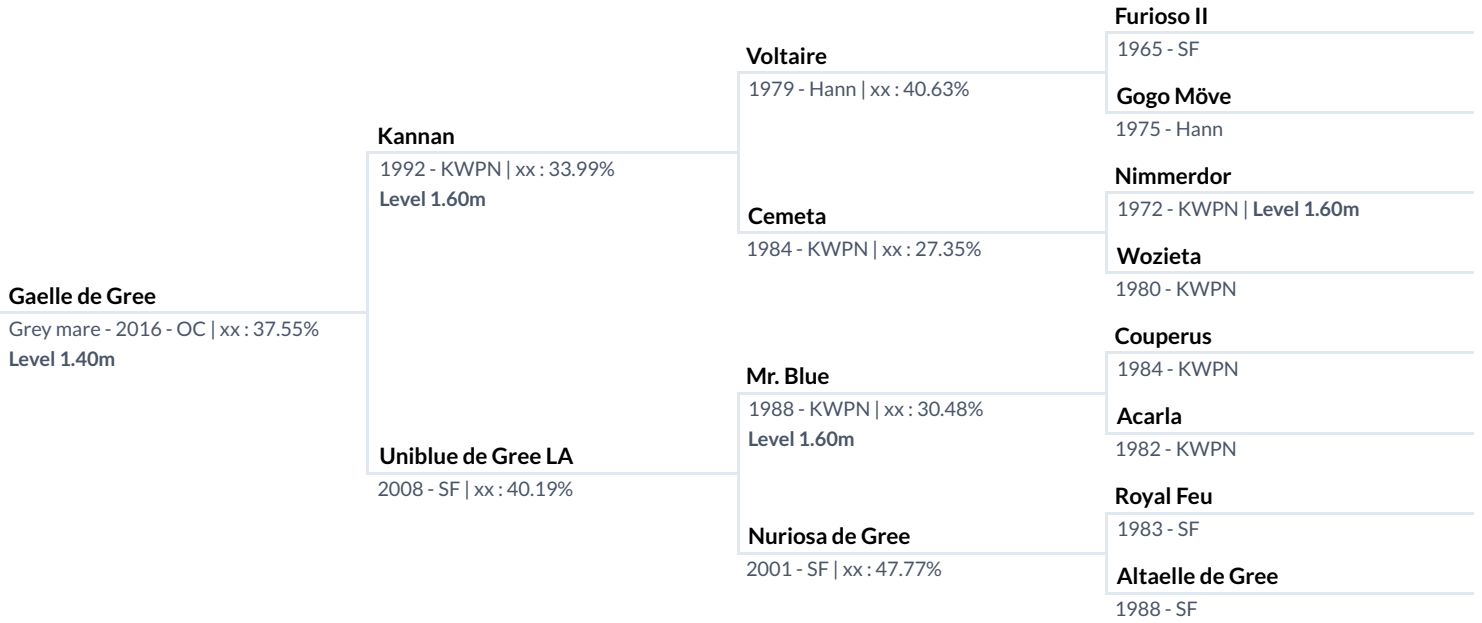 Gaelle de Gree
Grey mare - 2016 - OC | xx : 37.55%
Level 1.40m
Kannan
1992 - KWPN | xx : 33.99%
Level 1.60m
Uniblue de Gree LA
2008 - SF | xx : 40.19%
Voltaire
1979 - Hann | xx : 40.63%
Cemeta
1984 - KWPN | xx : 27.35%
Mr. Blue
1988 - KWPN | xx : 30.48%
Level 1.60m
Nuriosa de Gree
2001 - SF | xx : 47.77%
Furioso II
1965 - SF
Gogo Möve
1975 - Hann
Nimmerdor
1972 - KWPN | Level 1.60m
Wozieta
1980 - KWPN
Couperus
1984 - KWPN
Acarla
1982 - KWPN
Royal Feu
1983 - SF
Altaelle de Gree
1988 - SF